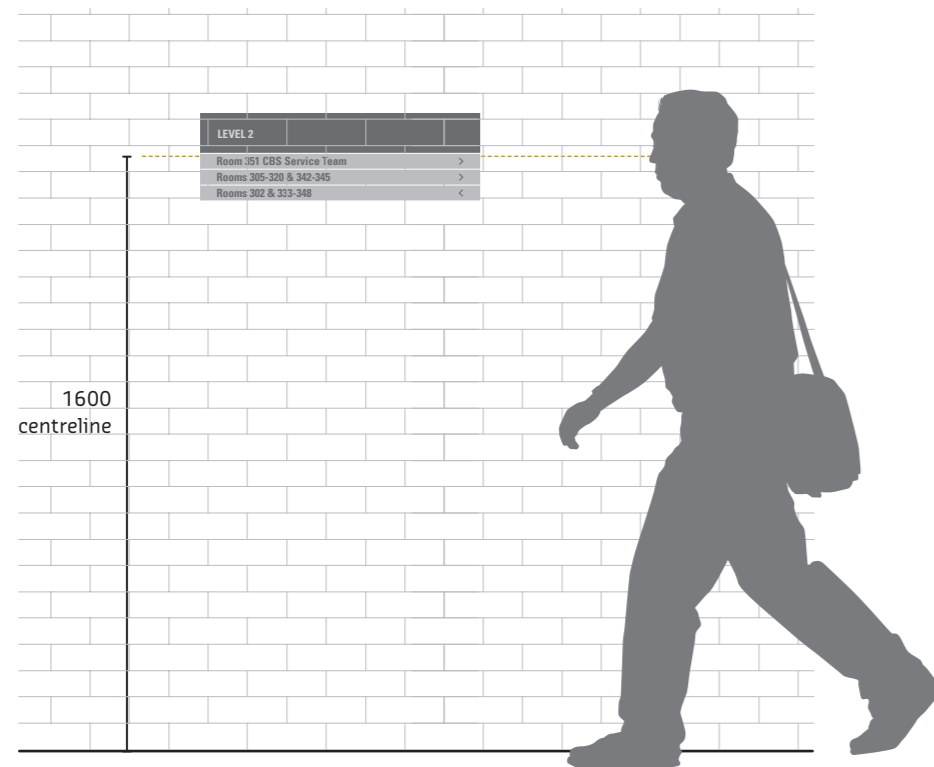 LEVEL 2
Room 351 CBS Service Team >
Rooms 305-320 & 342-345 >
Rooms 302 & 333-348 <
1600
centreline